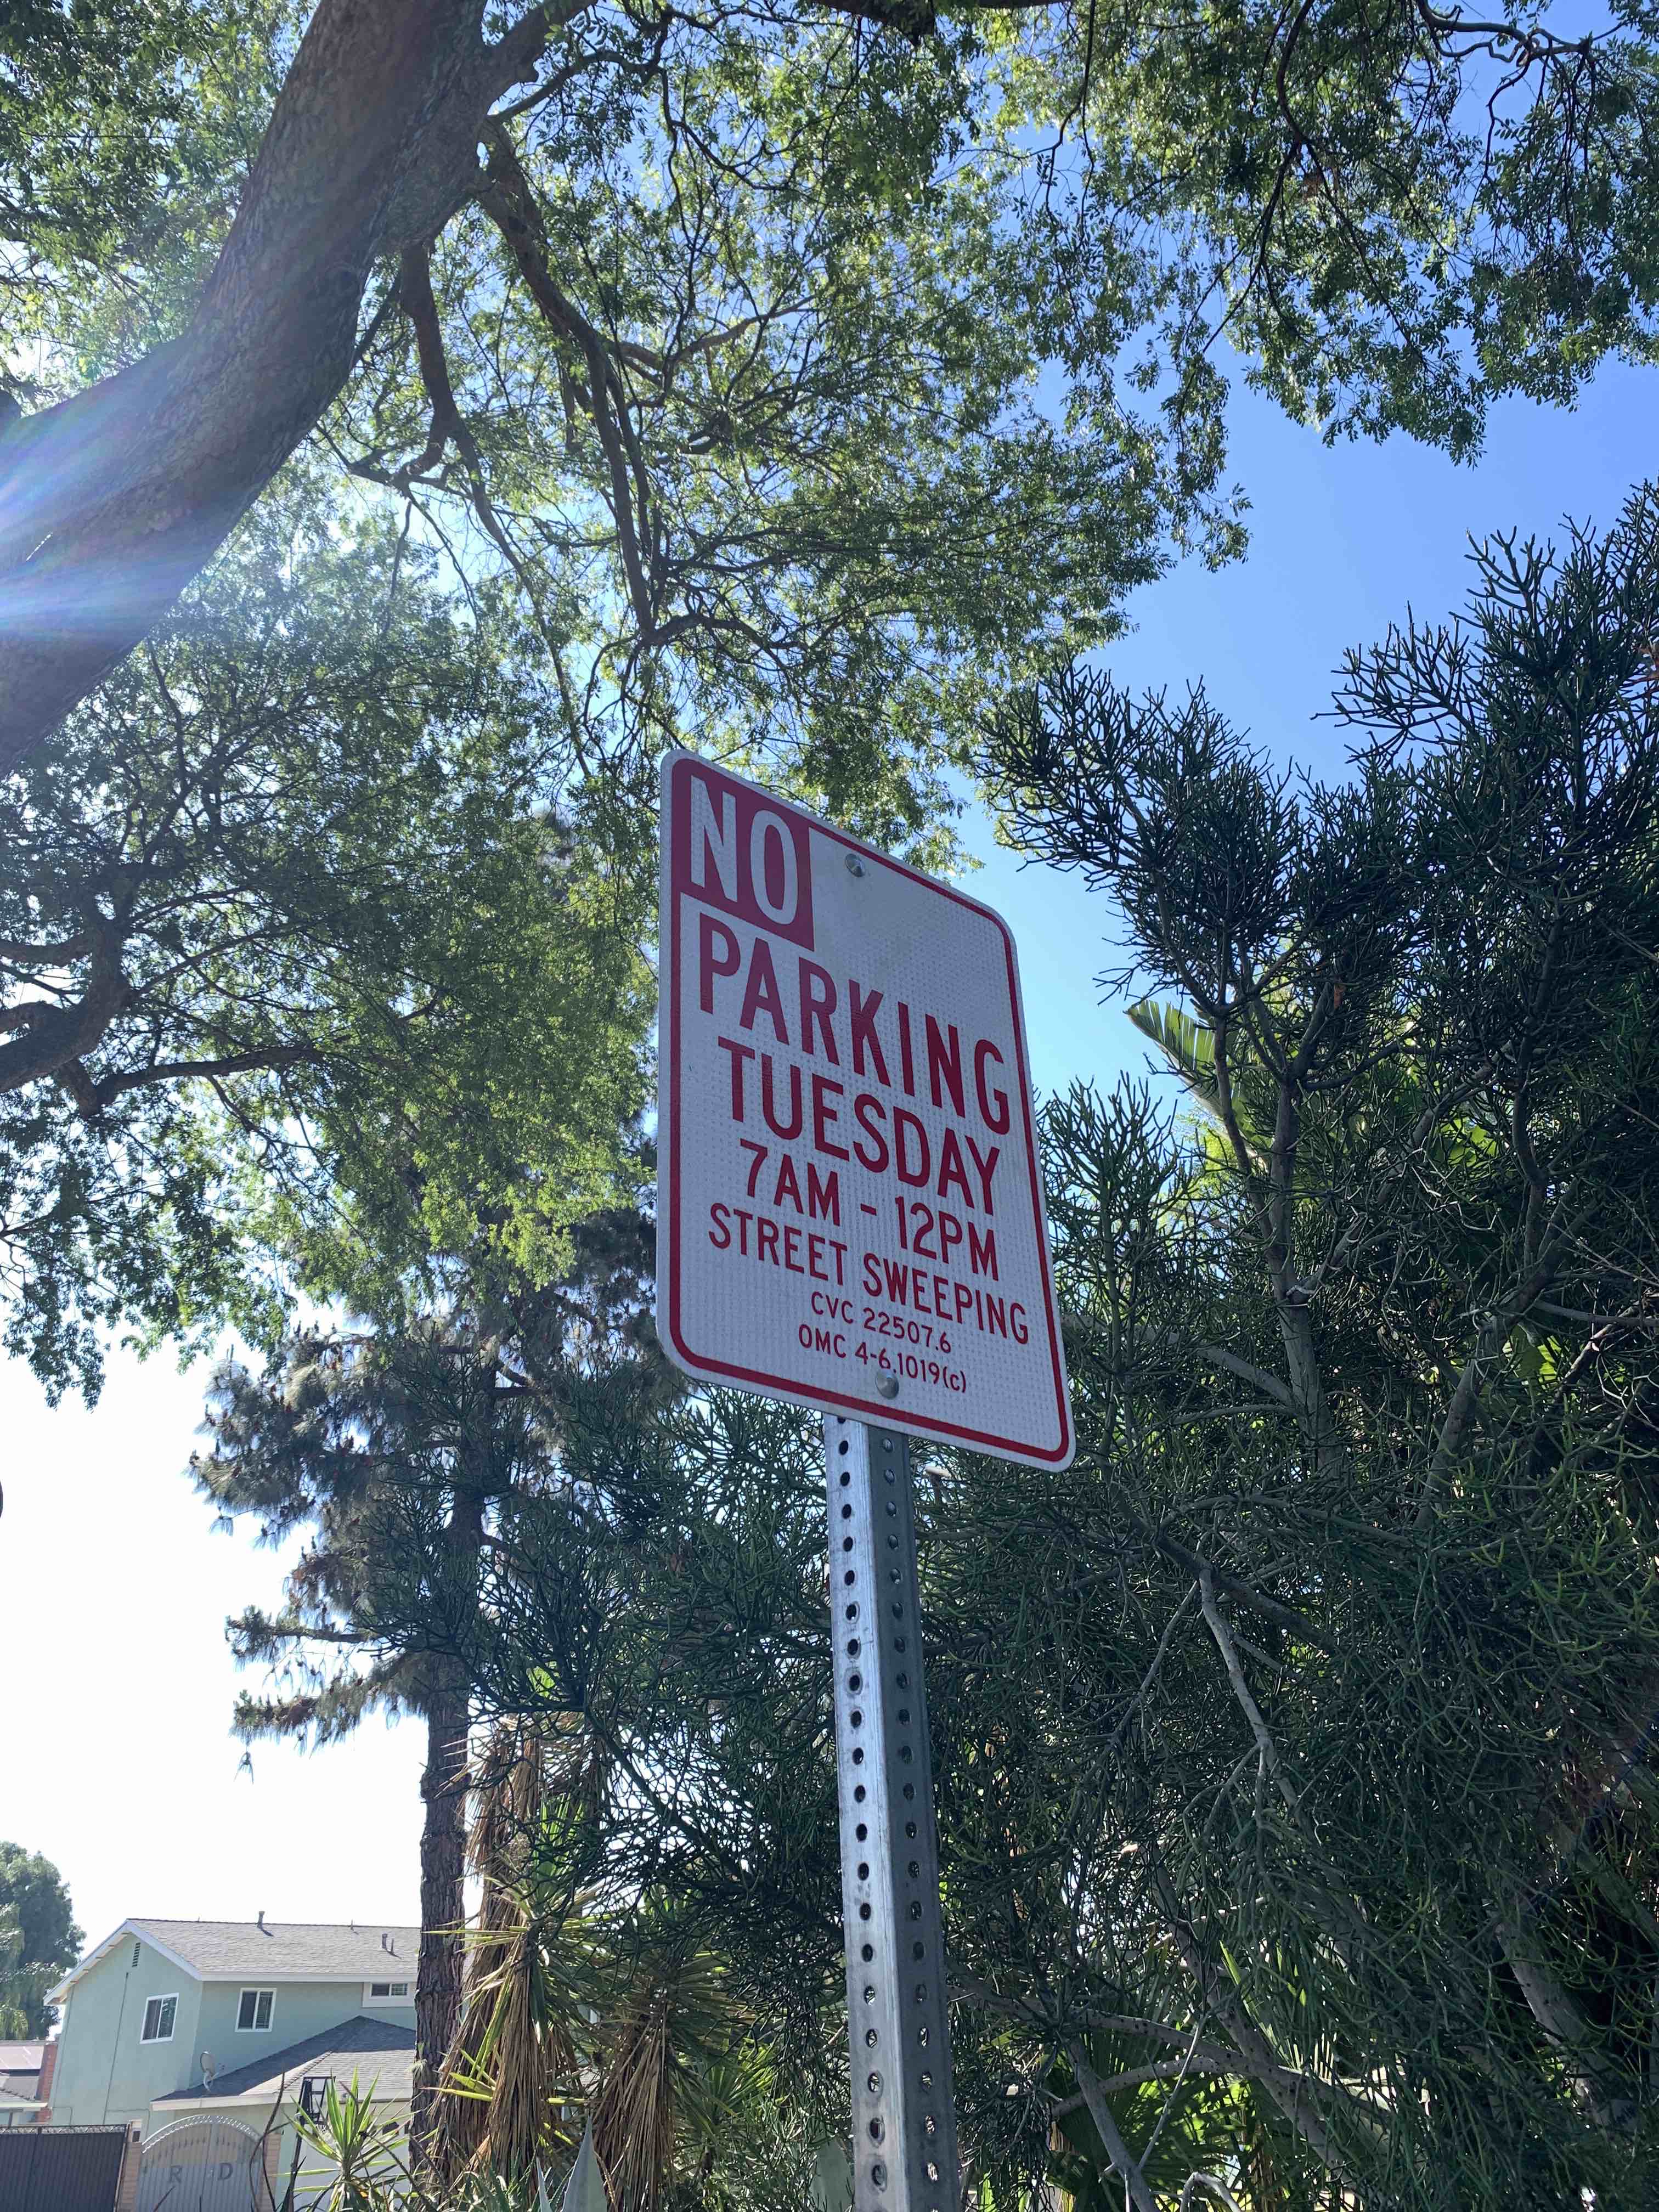 NO
PARKING
TUESDAY
7AM - 12PM
STREET SWEEPING
CVC 22507.6
OMC 4-6.1019(c)
R D